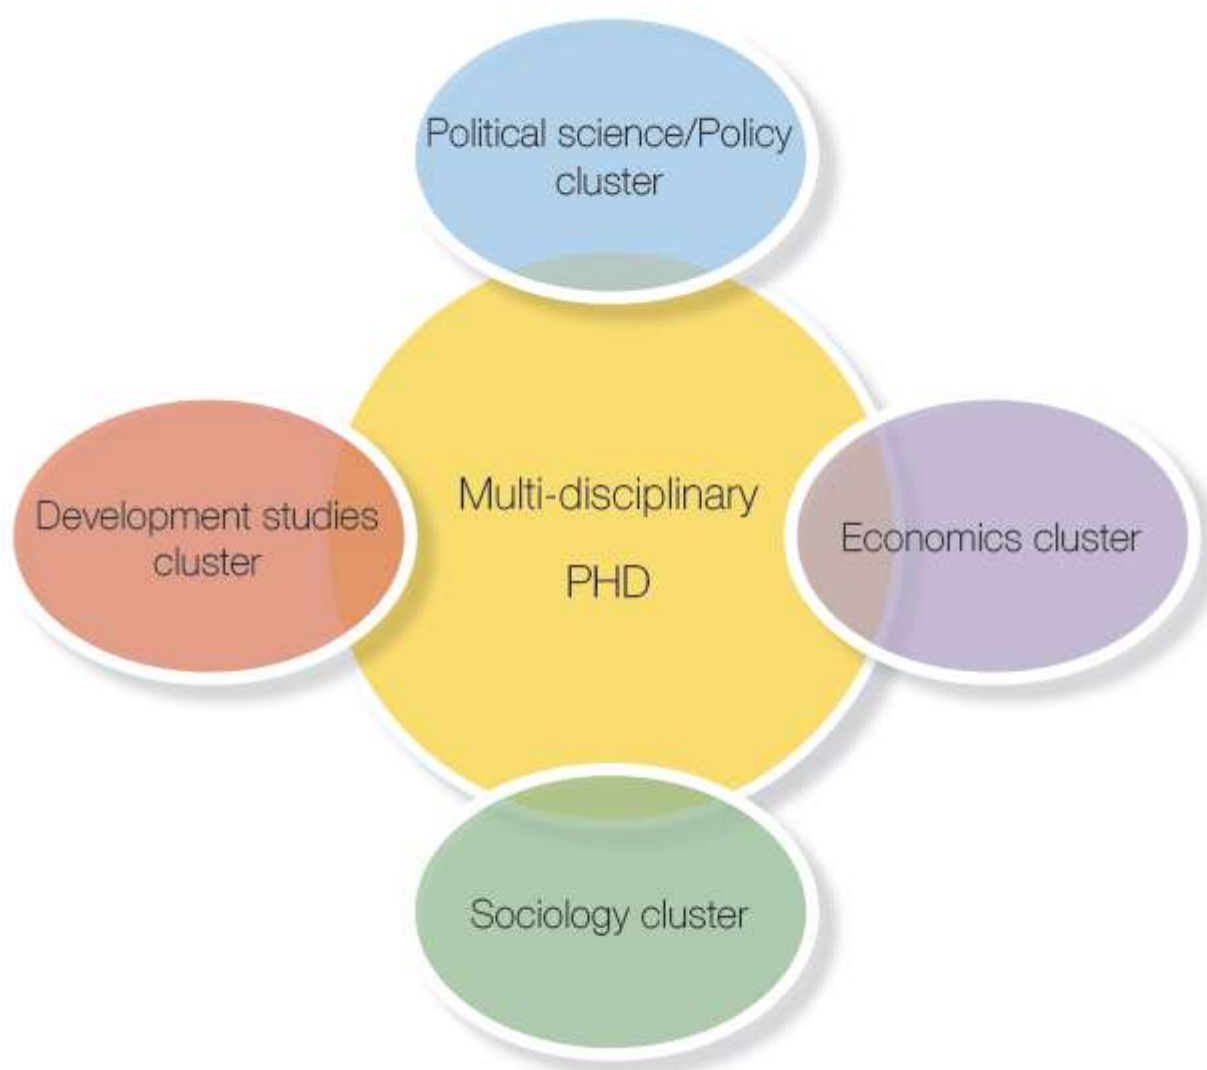 Political science/Policy
cluster
Development studies
cluster
Multi-disciplinary
PHD
Economics cluster
Sociology cluster